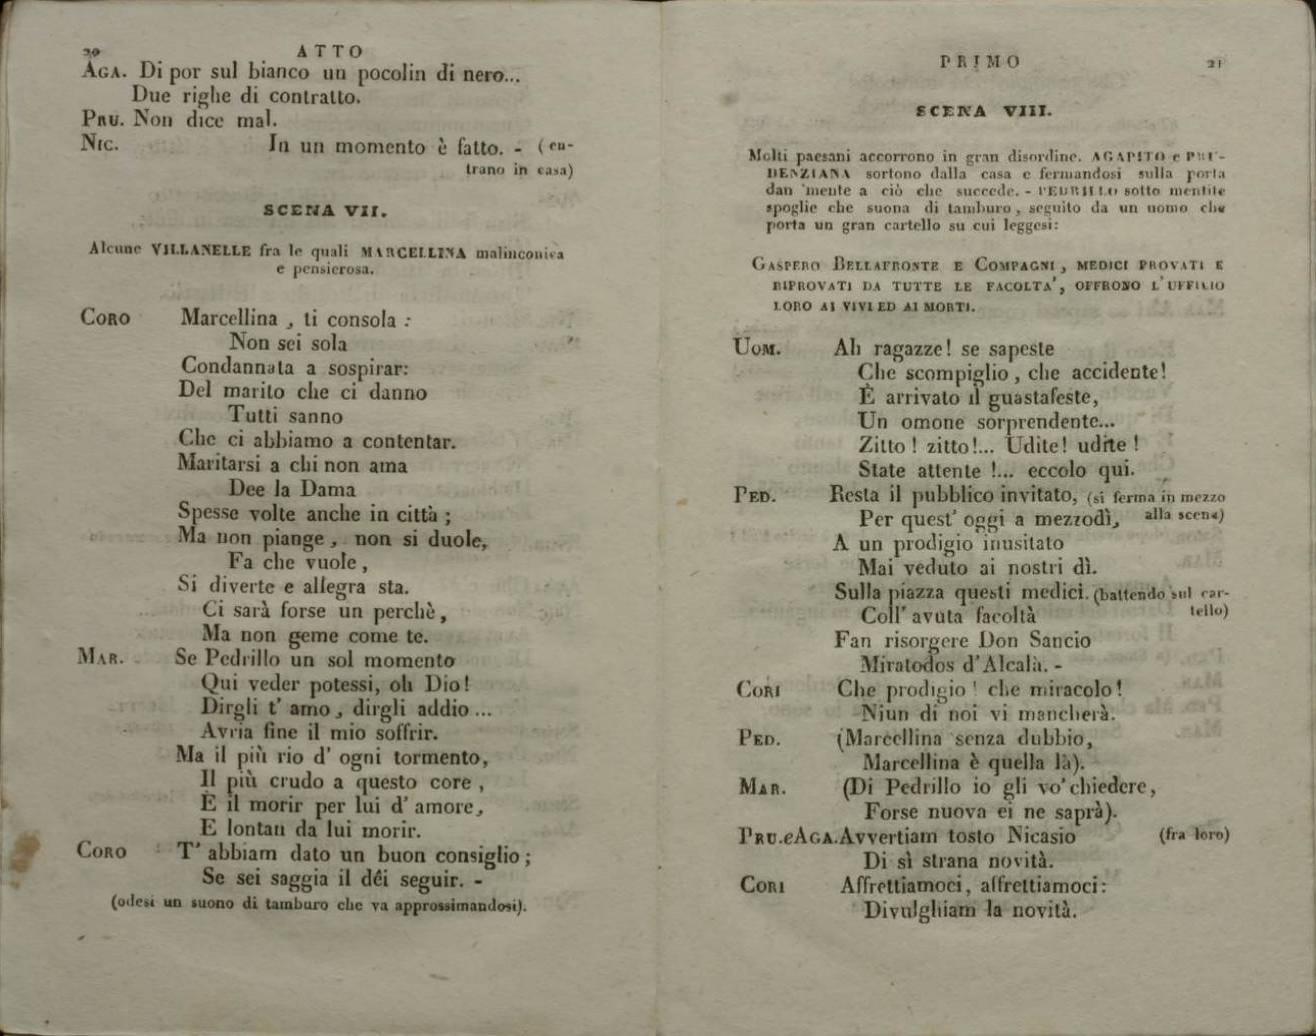 20
ATTO
AGA. Di por sul bianco un pocolin di nero...
Due righe di contratto.
PRU. Non dice mal.
NIC. In un momento è fatto. - (en-
trano in casa)
SCENA VII.
Alcune VILLANELLE fra le quali MARCELLINA malinconica
e pensierosa.
CORO Marcellina, ti consola:
Non sei sola
Condannata a sospirar:
Del marito che ci danno
Tutti sanno
Che ci abbiamo a contentar.
Maritarsi a chi non ama
Dee la Dama
Spesse volte anche in città;
Ma non piange, non si duole,
Fa che vuole,
Si diverte e allegra sta.
Ci sarà forse un perchè,
Ma non geme come te.
MAR. Se Pedrillo un sol momento
Qui veder potessi, oh Dio!
Dirgli t' amo, dirgli addio...
Avria fine il mio soffrir.
Ma il più rio d' ogni tormento,
Il più crudo a questo core,
È il morir per lui d' amore,
E lontan da lui morir.
CORO T' abbiam dato un buon consiglio;
Se sei saggia il déi seguir. -
(odesi un suono di tamburo che va approssimandosi).
PRIMO
21
SCENA VIII.
Molti paesani accorrono in gran disordine. AGAPITO e PRU-
DENZIANA sortono dalla casa e fermandosi sulla porta
dan 'mente a ciò che succede. - PEDRILLO sotto mentite
spoglie che suona di tamburo, seguito da un uomo che
porta un gran cartello su cui leggesi:
GASPERO BELLAFRONTE E COMPAGNI, MEDICI PROVATI E
RIPROVATI DA TUTTE LE FACOLTA', OFFRONO L'UFFIZIO
LORO AI VIVI ED AI MORTI.
UOM. Ah ragazze! se sapeste
Che scompiglio, che accidente!
È arrivato il guastafeste,
Un omone sorprendente...
Zitto! zitto!... Udite! udite!
State attente!... eccolo qui.
PED. Resta il pubblico invitato, (si ferma in mezzo
Per quest' oggi a mezzodì, alla scena)
A un prodigio inusitato
Mai veduto ai nostri dì.
Sulla piazza questi medici. (battendo sul car-
Coll' avuta facoltà tello)
Fan risorgere Don Sancio
Miratodos d'Alcalà. -
CORI Che prodigio! che miracolo!
Niun di noi vi mancherà.
PED. (Marcellina senza dubbio,
Marcellina è quella là).
MAR. (Di Pedrillo io gli vo' chiedere,
Forse nuova ei ne saprà).
PRU. e AGA. Avvertiam tosto Nicasio (fra loro)
Di sì strana novità.
CORI Affrettiamoci, affrettiamoci:
Divulghiam la novità.